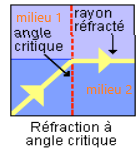 milieu 1
rayon
réfracté
angle
critique
milieu 2
Réfraction à
angle critique